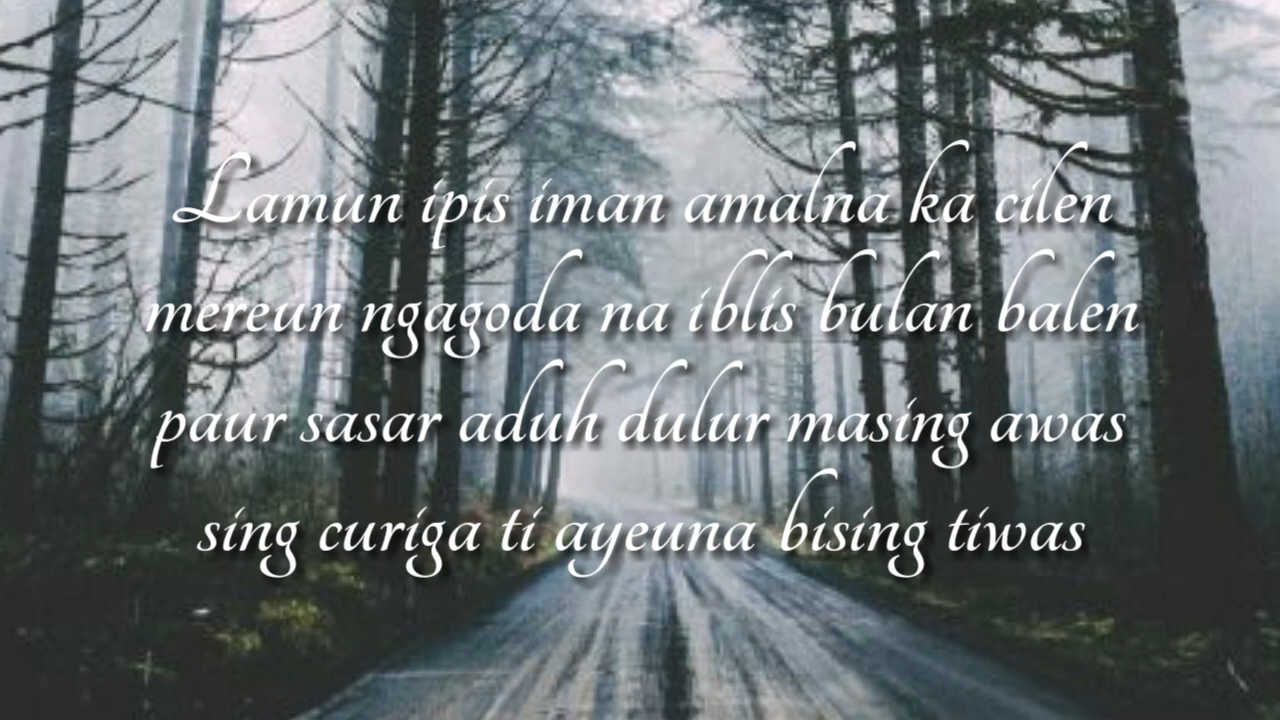 Lamun ipis iman amalna ka cilen
mereun ngagoda na iblis bulan balen
paur sasar aduh dulur masing awas
sing curiga ti ayeuna bising tiwas